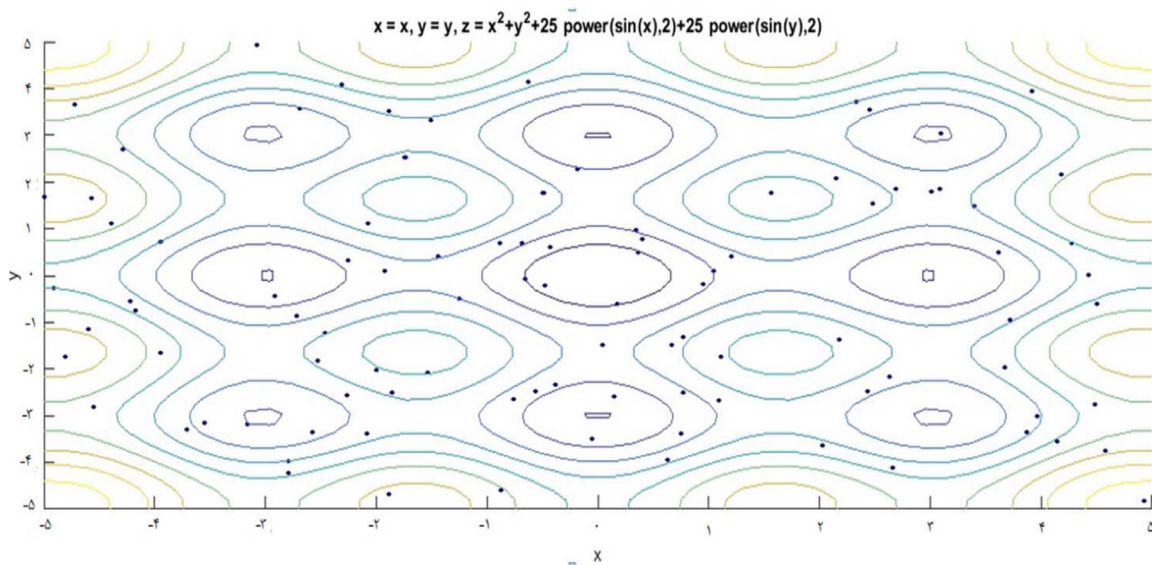 x = x, y = y, z = x²+y²+25 power(sin(x),2)+25 power(sin(y),2)
۵
۴
۳
۲
۱
۰
-۱
-۲
-۳
-۴
-۵
y
-۵ -۴ -۳ -۲ -۱ ۰ ۱ ۲ ۳ ۴ ۵
x